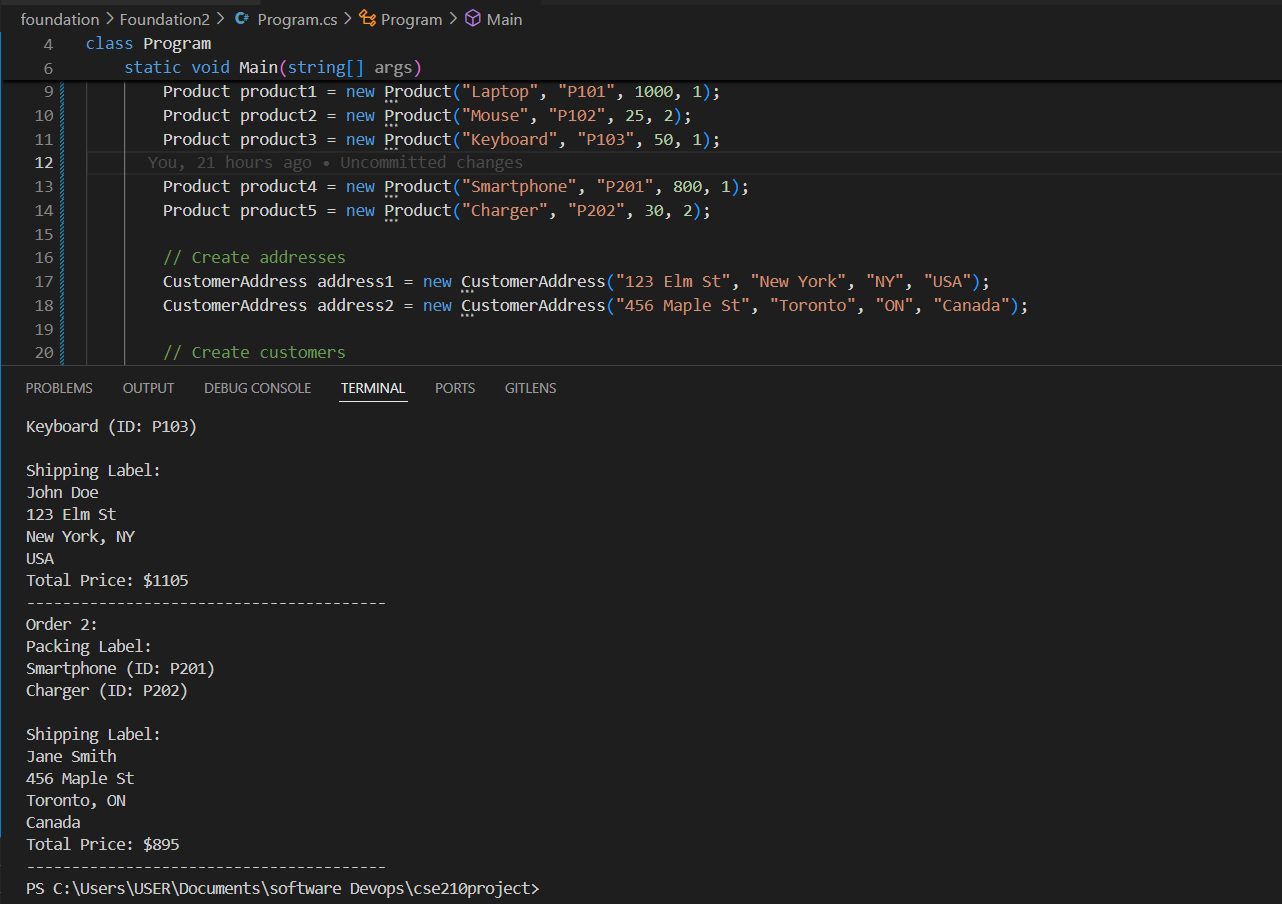 foundation > Foundation2 > Program.cs > Program > Main
4 class Program
6 static void Main(string[] args)
9 Product product1 = new Product("Laptop", "P101", 1000, 1);
10 Product product2 = new Product("Mouse", "P102", 25, 2);
11 Product product3 = new Product("Keyboard", "P103", 50, 1);
12 You, 21 hours ago • Uncommitted changes
13 Product product4 = new Product("Smartphone", "P201", 800, 1);
14 Product product5 = new Product("Charger", "P202", 30, 2);
15
16 // Create addresses
17 CustomerAddress address1 = new CustomerAddress("123 Elm St", "New York", "NY", "USA");
18 CustomerAddress address2 = new CustomerAddress("456 Maple St", "Toronto", "ON", "Canada");
19
20 // Create customers
PROBLEMS OUTPUT DEBUG CONSOLE TERMINAL PORTS GITLENS
Keyboard (ID: P103)
Shipping Label:
John Doe
123 Elm St
New York, NY
USA
Total Price: $1105
----------------------------------------
Order 2:
Packing Label:
Smartphone (ID: P201)
Charger (ID: P202)
Shipping Label:
Jane Smith
456 Maple St
Toronto, ON
Canada
Total Price: $895
----------------------------------------
PS C:\Users\USER\Documents\software Devops\cse210project>